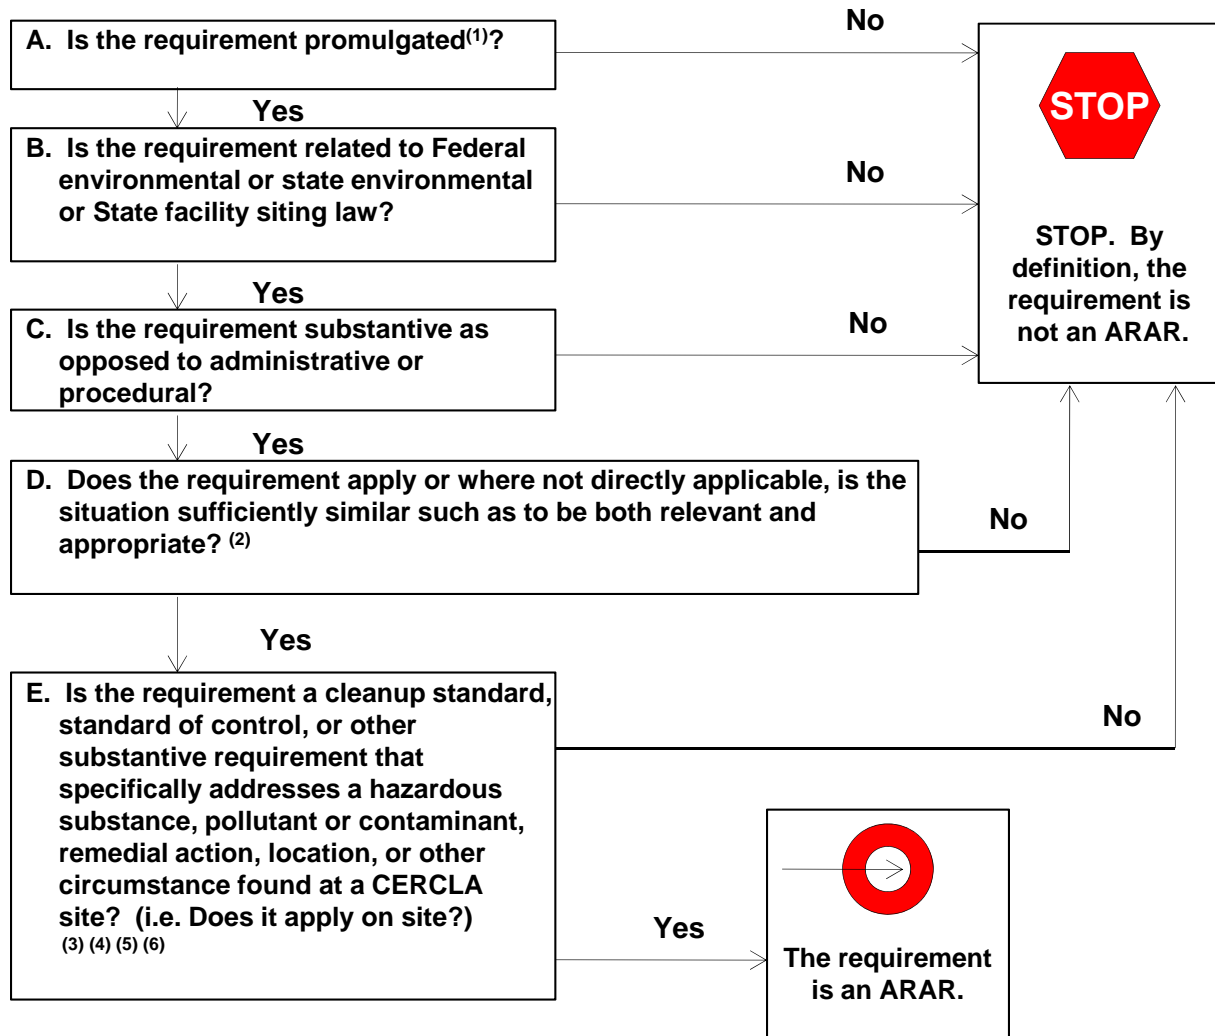 A. Is the requirement promulgated(1)?
No
Yes
STOP
B. Is the requirement related to Federal
environmental or state environmental
or State facility siting law?
No
STOP. By
definition, the
requirement is
not an ARAR.
Yes
C. Is the requirement substantive as
opposed to administrative or
procedural?
No
Yes
D. Does the requirement apply or where not directly applicable, is the
situation sufficiently similar such as to be both relevant and
appropriate? (2)
No
Yes
E. Is the requirement a cleanup standard,
standard of control, or other
substantive requirement that
specifically addresses a hazardous
substance, pollutant or contaminant,
remedial action, location, or other
circumstance found at a CERCLA
site? (i.e. Does it apply on site?)
(3) (4) (5) (6)
No
Yes
The requirement
is an ARAR.